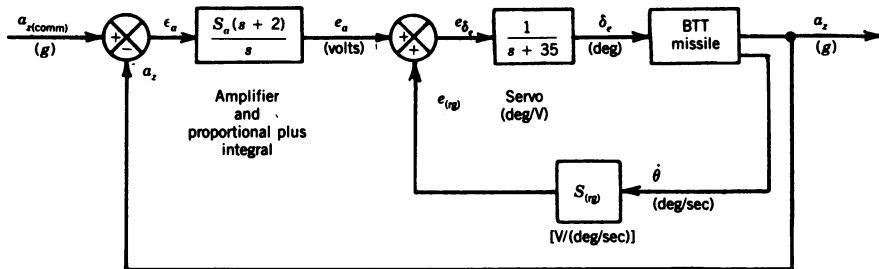 a_z(comm)
(g)
+
−
a_z
ϵ_a
S_a(s + 2)
s
Amplifier
and
proportional plus
integral
e_a
(volts)
+
+
e_δe
e_(rg)
1
s + 35
Servo
(deg/V)
δ_e
(deg)
BTT
missile
a_z
(g)
S_(rg)
[V/(deg/sec)]
θ̇
(deg/sec)